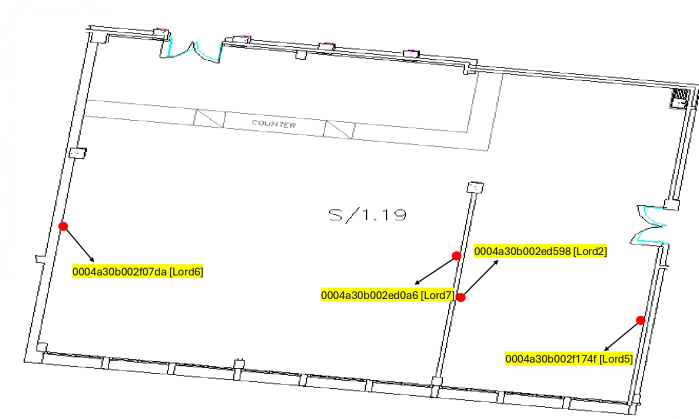 COUNTER
S/1.19
0004a30b002ed598 [Lord2]
0004a30b002f07da [Lord6]
0004a30b002ed0a6 [Lord7]
0004a30b002f174f [Lord5]